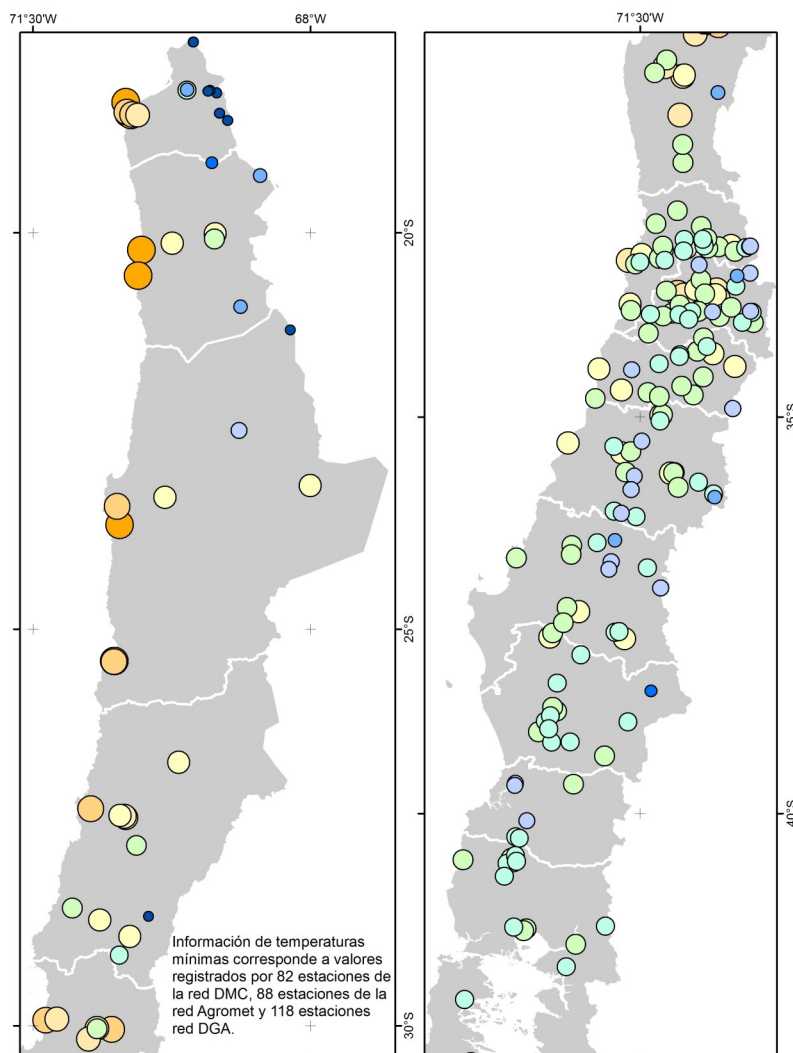 71°30'W
68°W
71°30'W
20°S
35°S
25°S
40°S
Información de temperaturas
mínimas corresponde a valores
registrados por 82 estaciones de
la red DMC, 88 estaciones de la
red Agromet y 118 estaciones
red DGA.
30°S